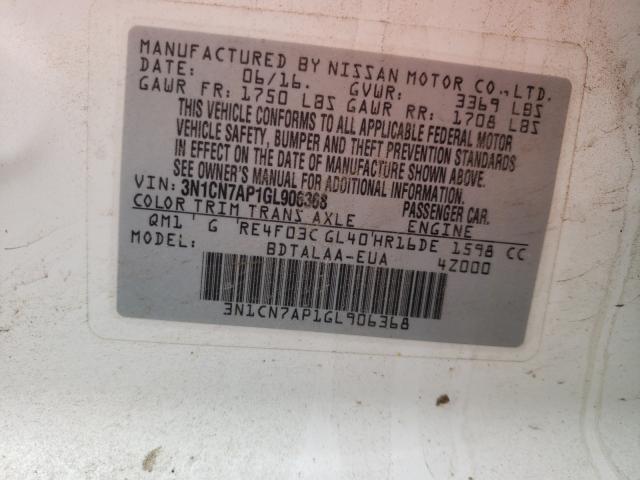 MANUFACTURED BY NISSAN MOTOR CO.,LTD.
DATE: 06/16. GVWR: 3369 LBS
GAWR FR: 1750 LBS GAWR RR: 1708 LBS
THIS VEHICLE CONFORMS TO ALL APPLICABLE FEDERAL MOTOR
VEHICLE SAFETY, BUMPER AND THEFT PREVENTION STANDARDS
IN EFFECT ON THE DATE OF MANUFACTURE SHOWN ABOVE.
SEE OWNER'S MANUAL FOR ADDITIONAL INFORMATION.
VIN: 3N1CN7AP1GL906368 PASSENGER CAR.
COLOR TRIM TRANS AXLE ENGINE
QM1 ' G 'RE4F03C GL40'HR16DE 1598 CC
MODEL: BDTALAA-EUA 4Z000
3N1CN7AP1GL906368